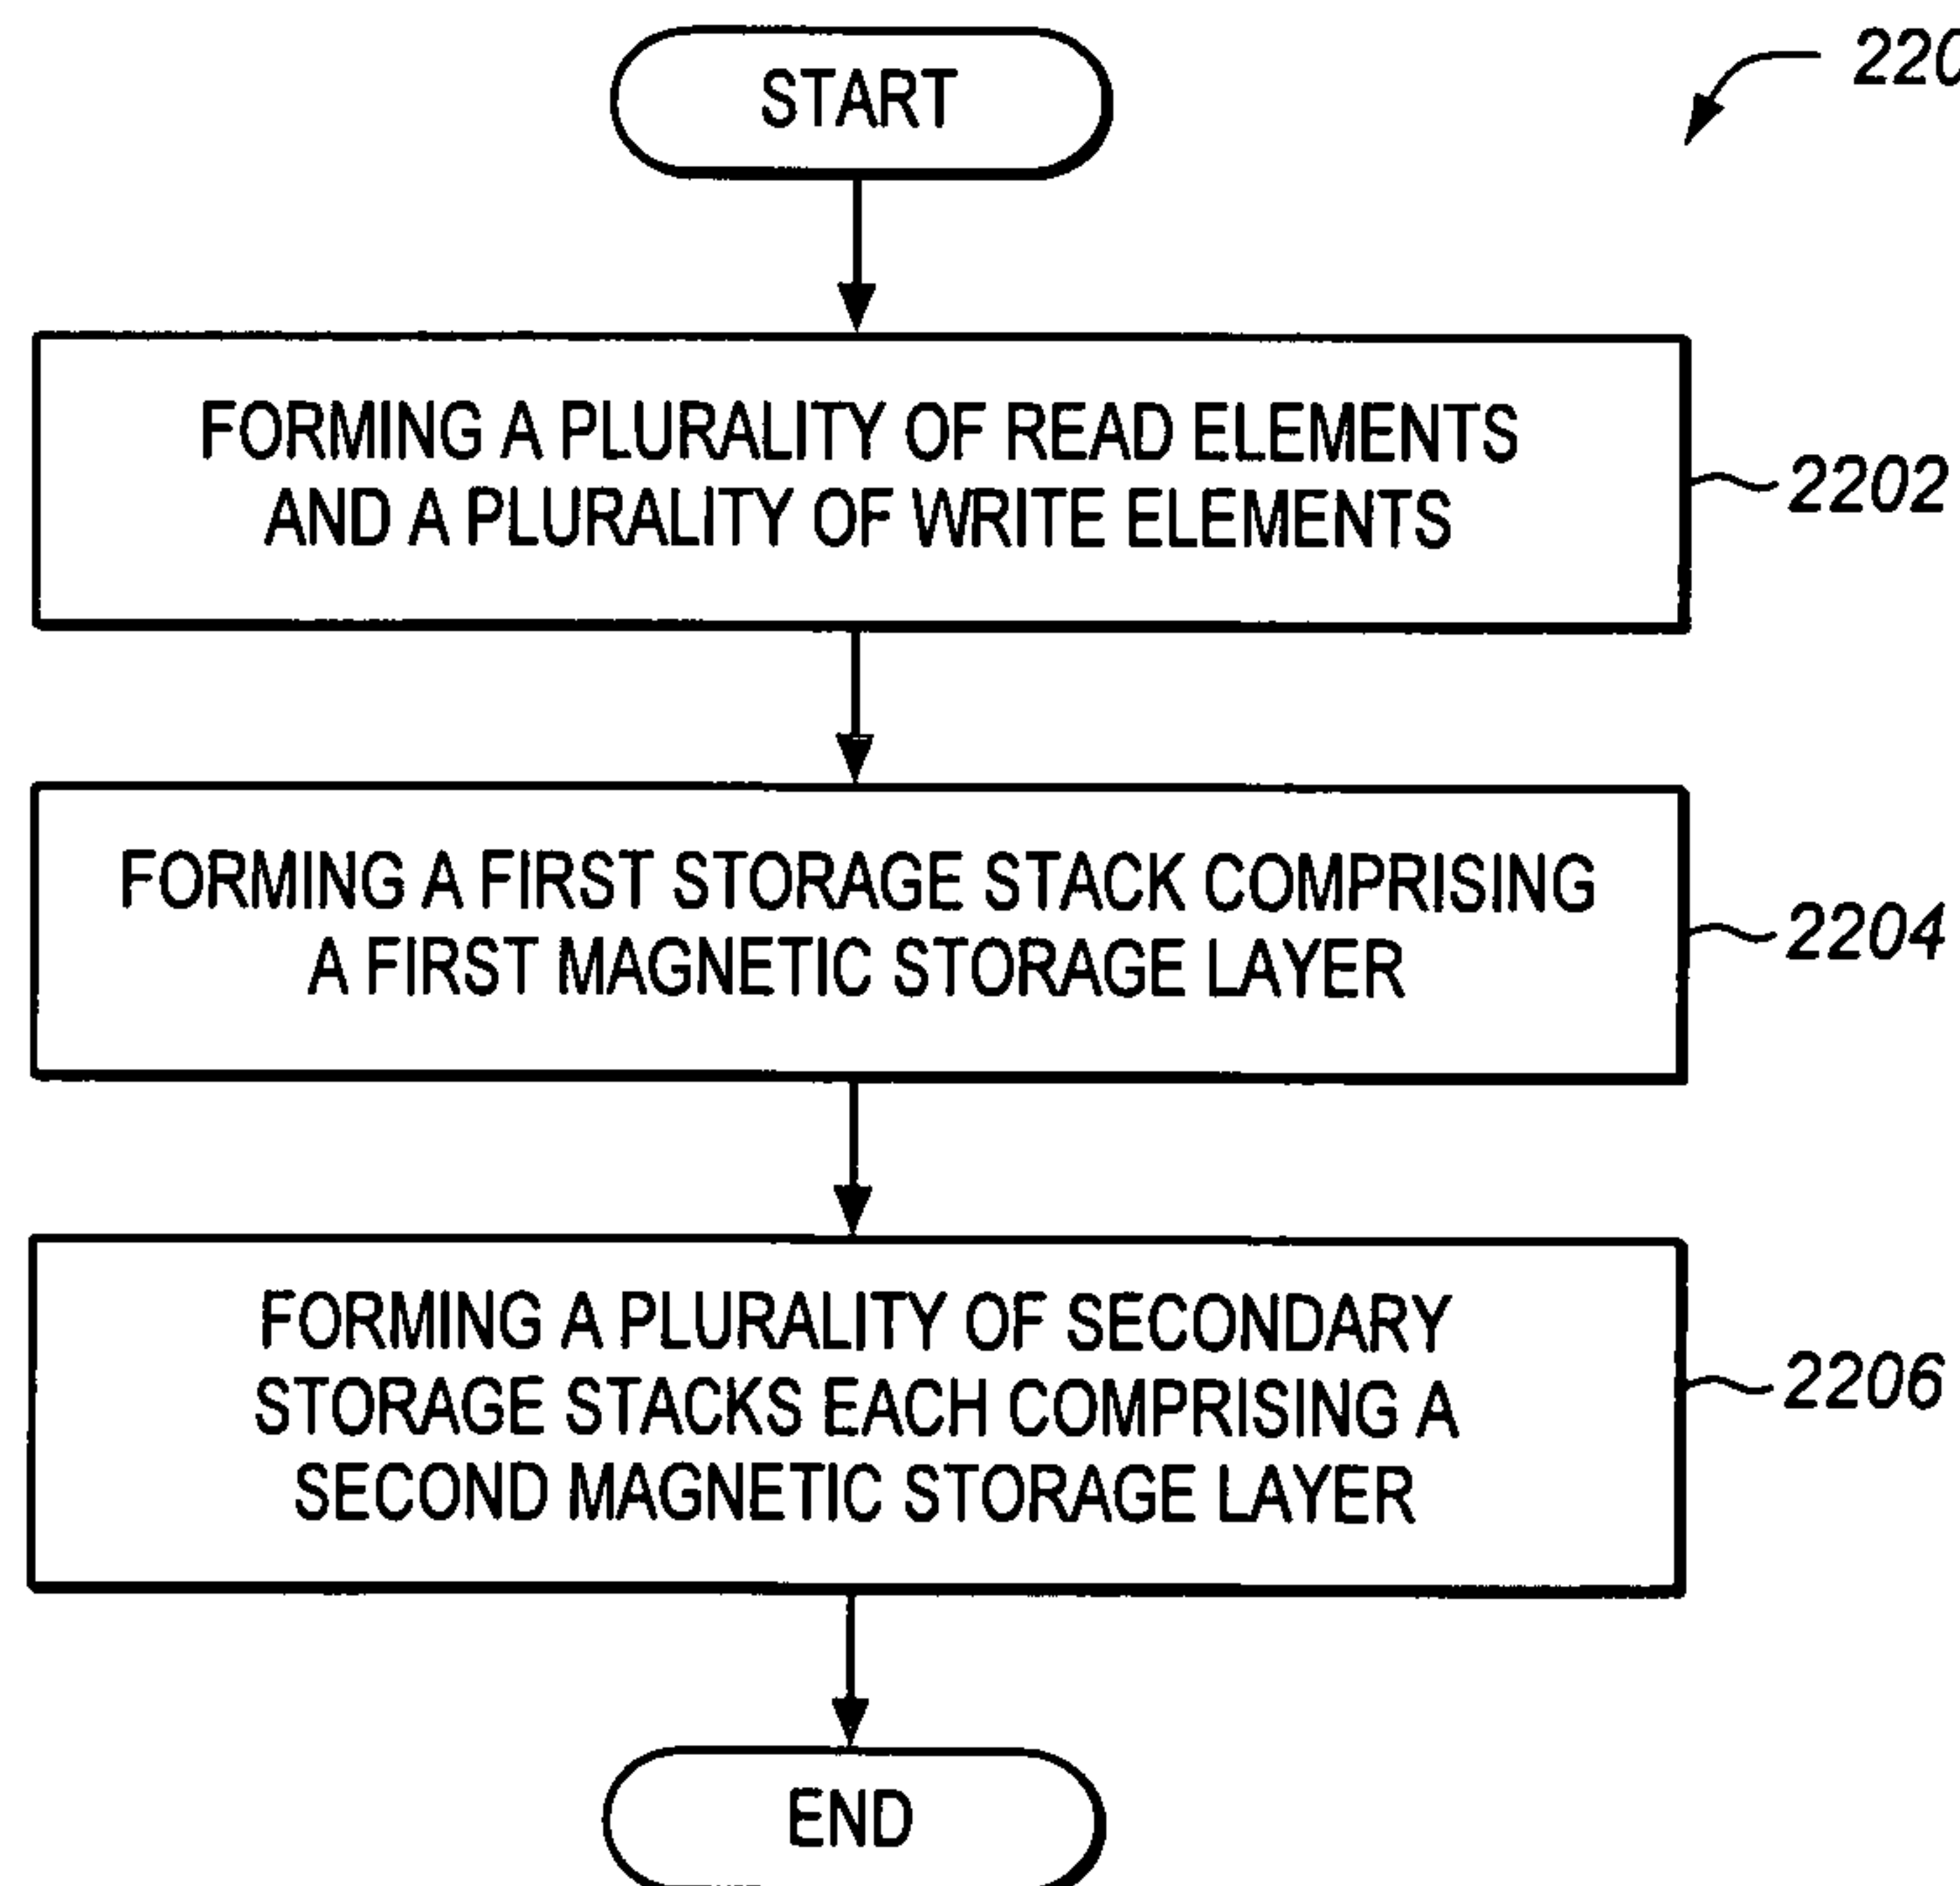 START
FORMING A PLURALITY OF READ ELEMENTS
AND A PLURALITY OF WRITE ELEMENTS
2202
FORMING A FIRST STORAGE STACK COMPRISING
A FIRST MAGNETIC STORAGE LAYER
2204
FORMING A PLURALITY OF SECONDARY
STORAGE STACKS EACH COMPRISING A
SECOND MAGNETIC STORAGE LAYER
2206
END